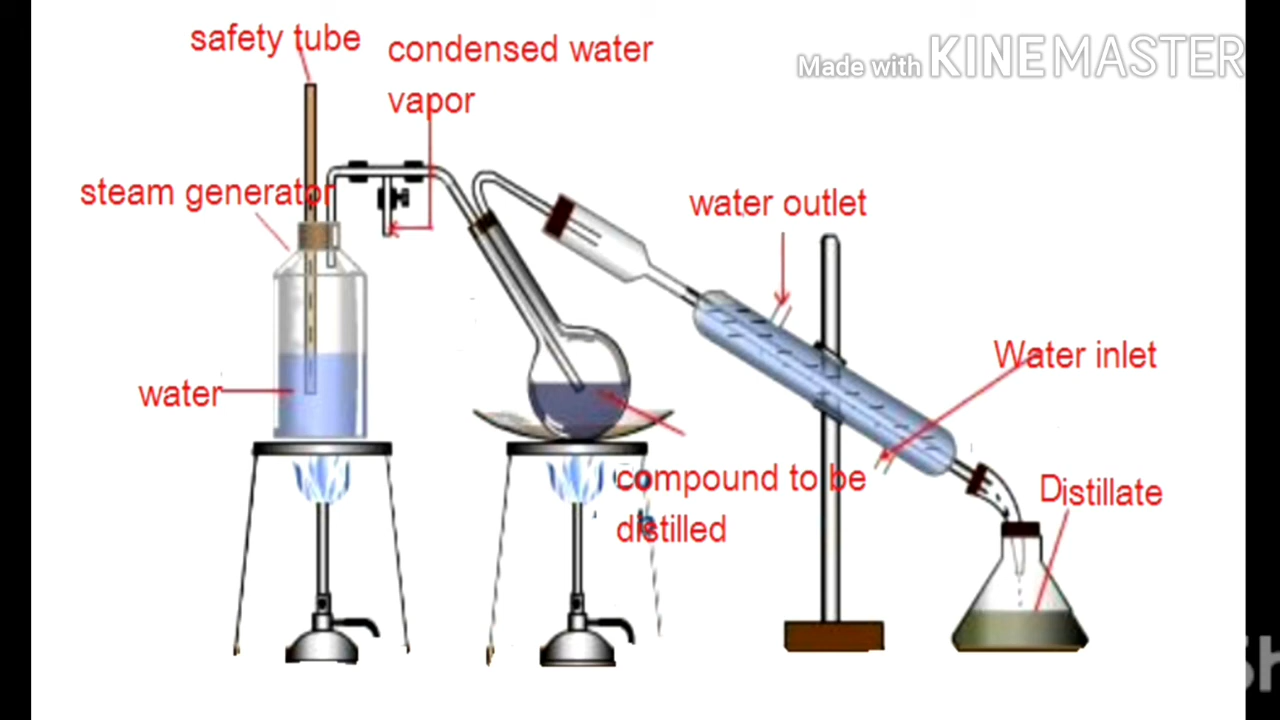 safety tube
condensed water
vapor
Made with KINEMASTER
steam generator
water outlet
Water inlet
water
compound to be
distilled
Distillate